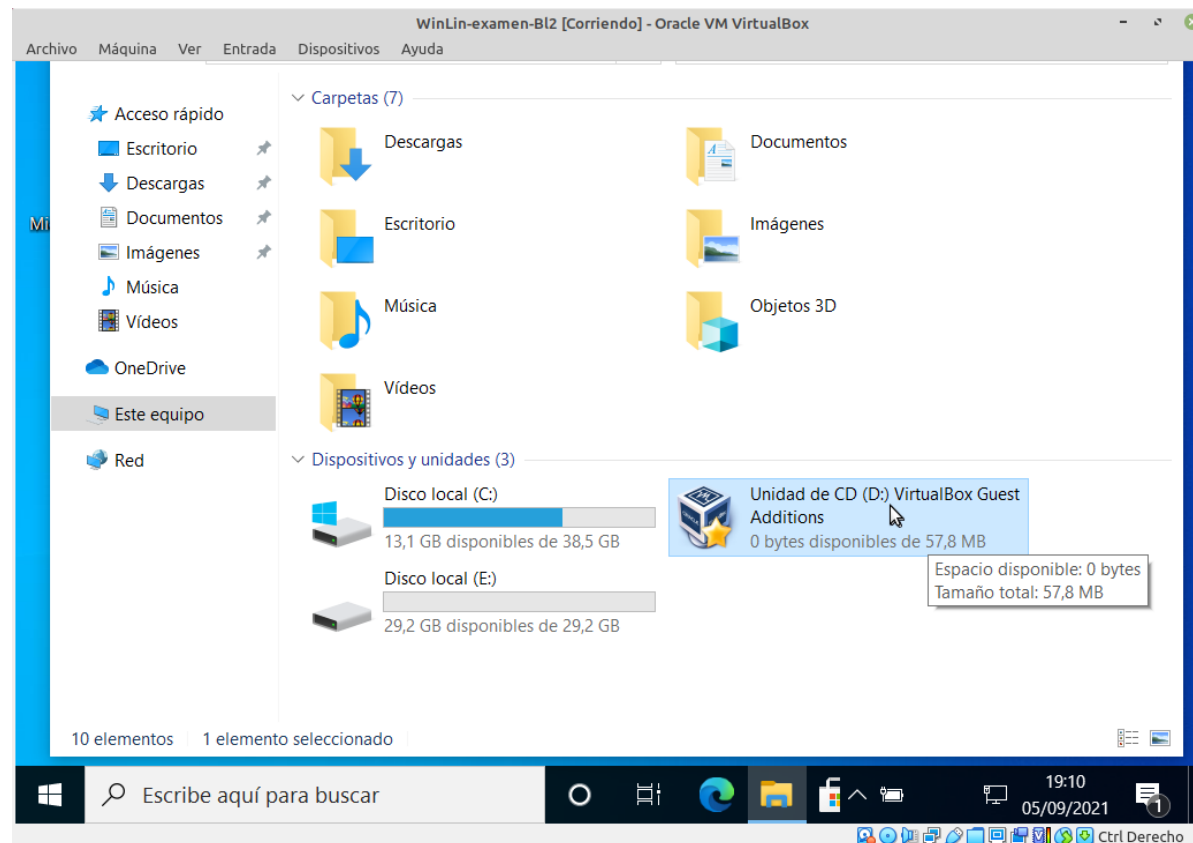 WinLin-examen-Bl2 [Corriendo] - Oracle VM VirtualBox
Archivo Máquina Ver Entrada Dispositivos Ayuda
Acceso rápido
Escritorio
Descargas
Documentos
Imágenes
Música
Vídeos
OneDrive
Este equipo
Red
Mi
Carpetas (7)
Descargas
Documentos
Escritorio
Imágenes
Música
Objetos 3D
Vídeos
Dispositivos y unidades (3)
Disco local (C:)
13,1 GB disponibles de 38,5 GB
Unidad de CD (D:) VirtualBox Guest
Additions
0 bytes disponibles de 57,8 MB
Espacio disponible: 0 bytes
Tamaño total: 57,8 MB
Disco local (E:)
29,2 GB disponibles de 29,2 GB
10 elementos 1 elemento seleccionado
Escribe aquí para buscar
19:10
05/09/2021
1
Ctrl Derecho